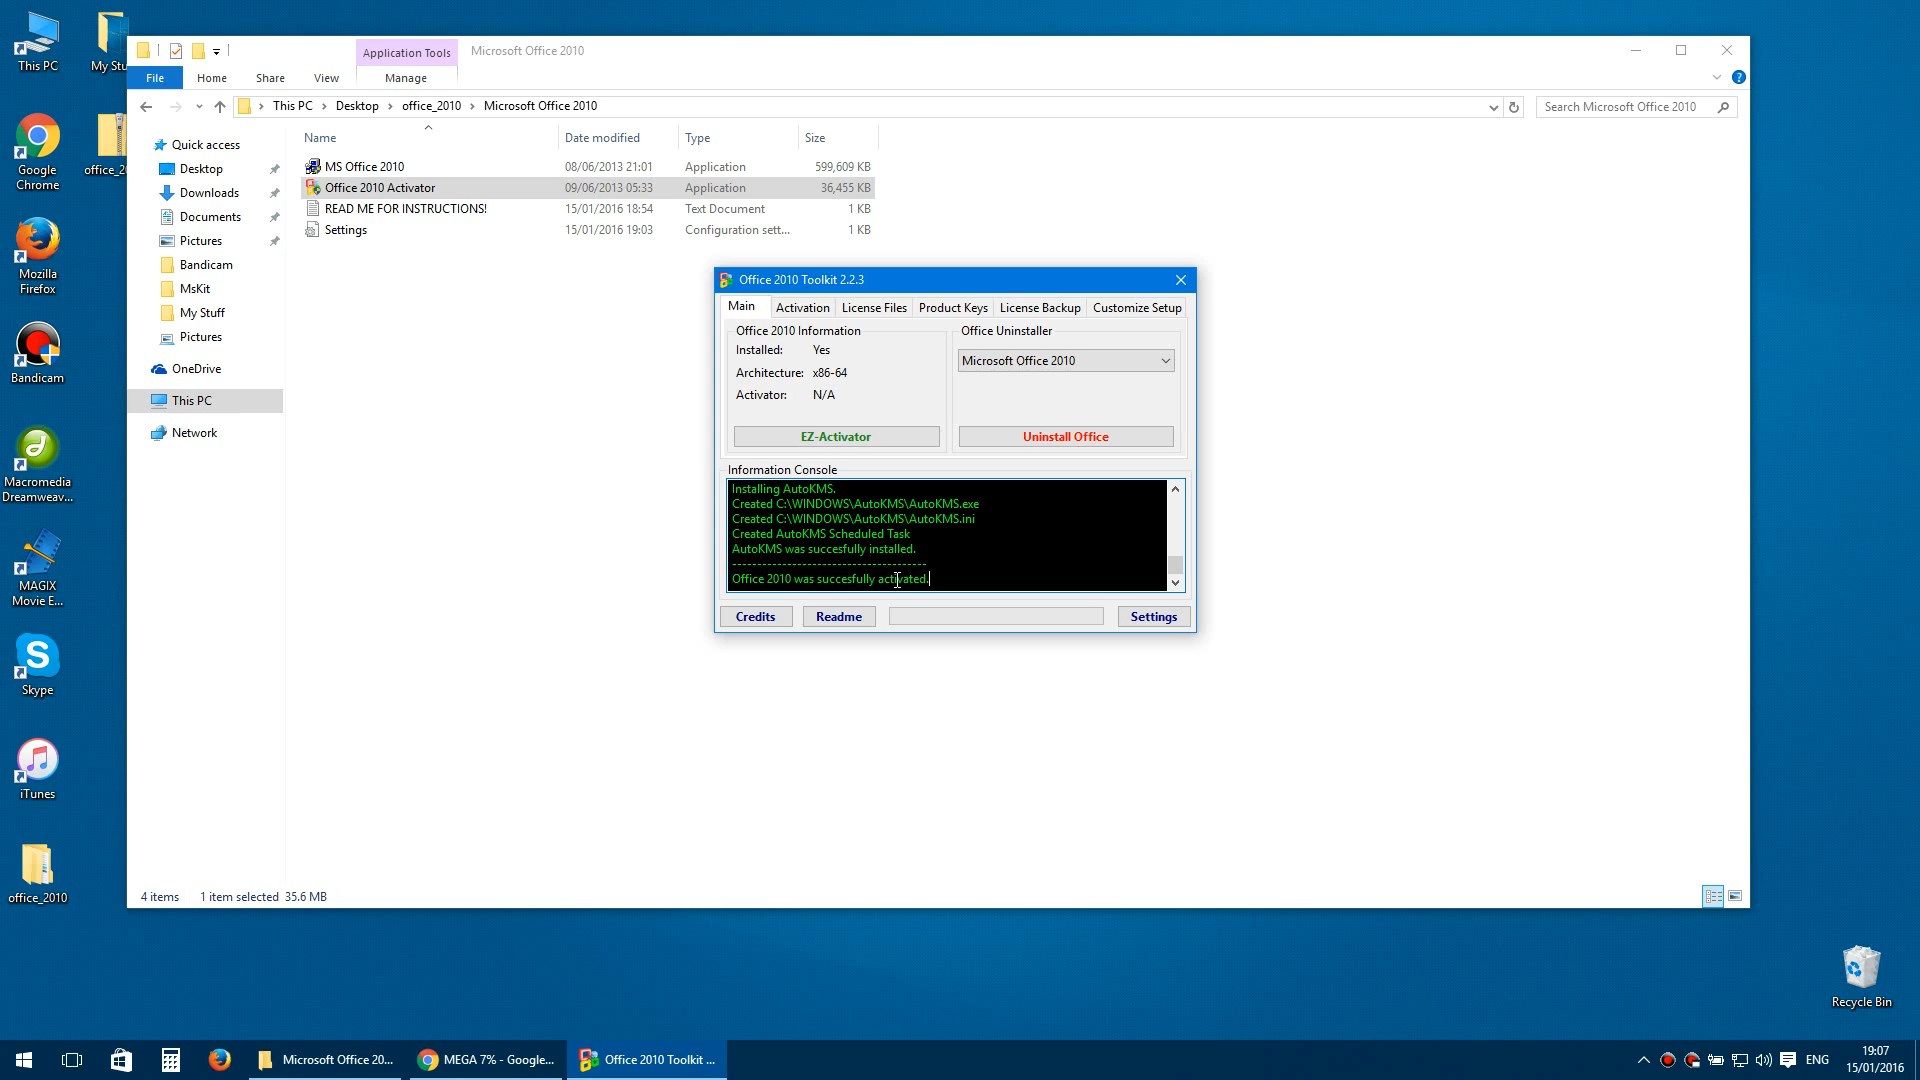 This PC
My Stu
Google
Chrome
office_20
Mozilla
Firefox
Bandicam
Macromedia
Dreamweav...
MAGIX
Movie E...
Skype
iTunes
office_2010
Recycle Bin
Application Tools
Microsoft Office 2010
File
Home
Share
View
Manage
This PC
Desktop
office_2010
Microsoft Office 2010
Search Microsoft Office 2010
Quick access
Desktop
Downloads
Documents
Pictures
Bandicam
MsKit
My Stuff
Pictures
OneDrive
This PC
Network
Name Date modified Type Size
MS Office 2010 08/06/2013 21:01 Application 599,609 KB
Office 2010 Activator 09/06/2013 05:33 Application 36,455 KB
READ ME FOR INSTRUCTIONS! 15/01/2016 18:54 Text Document 1 KB
Settings 15/01/2016 19:03 Configuration sett... 1 KB
Office 2010 Toolkit 2.2.3
Main Activation License Files Product Keys License Backup Customize Setup
Office 2010 Information
Installed: Yes
Architecture: x86-64
Activator: N/A
EZ-Activator
Office Uninstaller
Microsoft Office 2010
Uninstall Office
Information Console
Installing AutoKMS.
Created C:\WINDOWS\AutoKMS\AutoKMS.exe
Created C:\WINDOWS\AutoKMS\AutoKMS.ini
Created AutoKMS Scheduled Task
AutoKMS was succesfully installed.
----------------------------------------
Office 2010 was succesfully activated.
Credits
Readme
Settings
4 items 1 item selected 35.6 MB
Microsoft Office 20...
MEGA 7% - Google...
Office 2010 Toolkit ...
ENG
19:07
15/01/2016